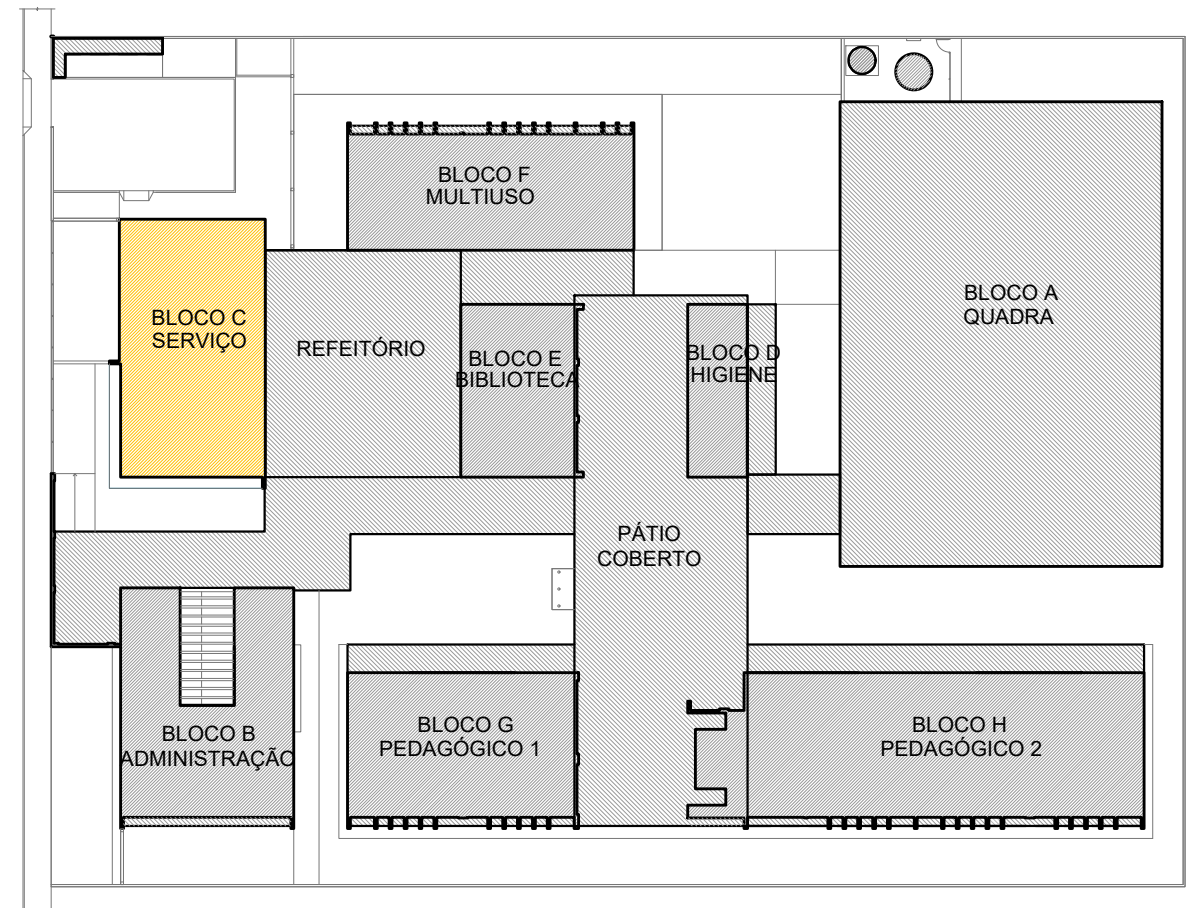 BLOCO F
MULTIUSO
BLOCO A
QUADRA
BLOCO C
SERVIÇO
REFEITÓRIO
BLOCO E
BIBLIOTECA
BLOCO D
HIGIENE
PÁTIO
COBERTO
BLOCO B
ADMINISTRAÇÃO
BLOCO G
PEDAGÓGICO 1
BLOCO H
PEDAGÓGICO 2